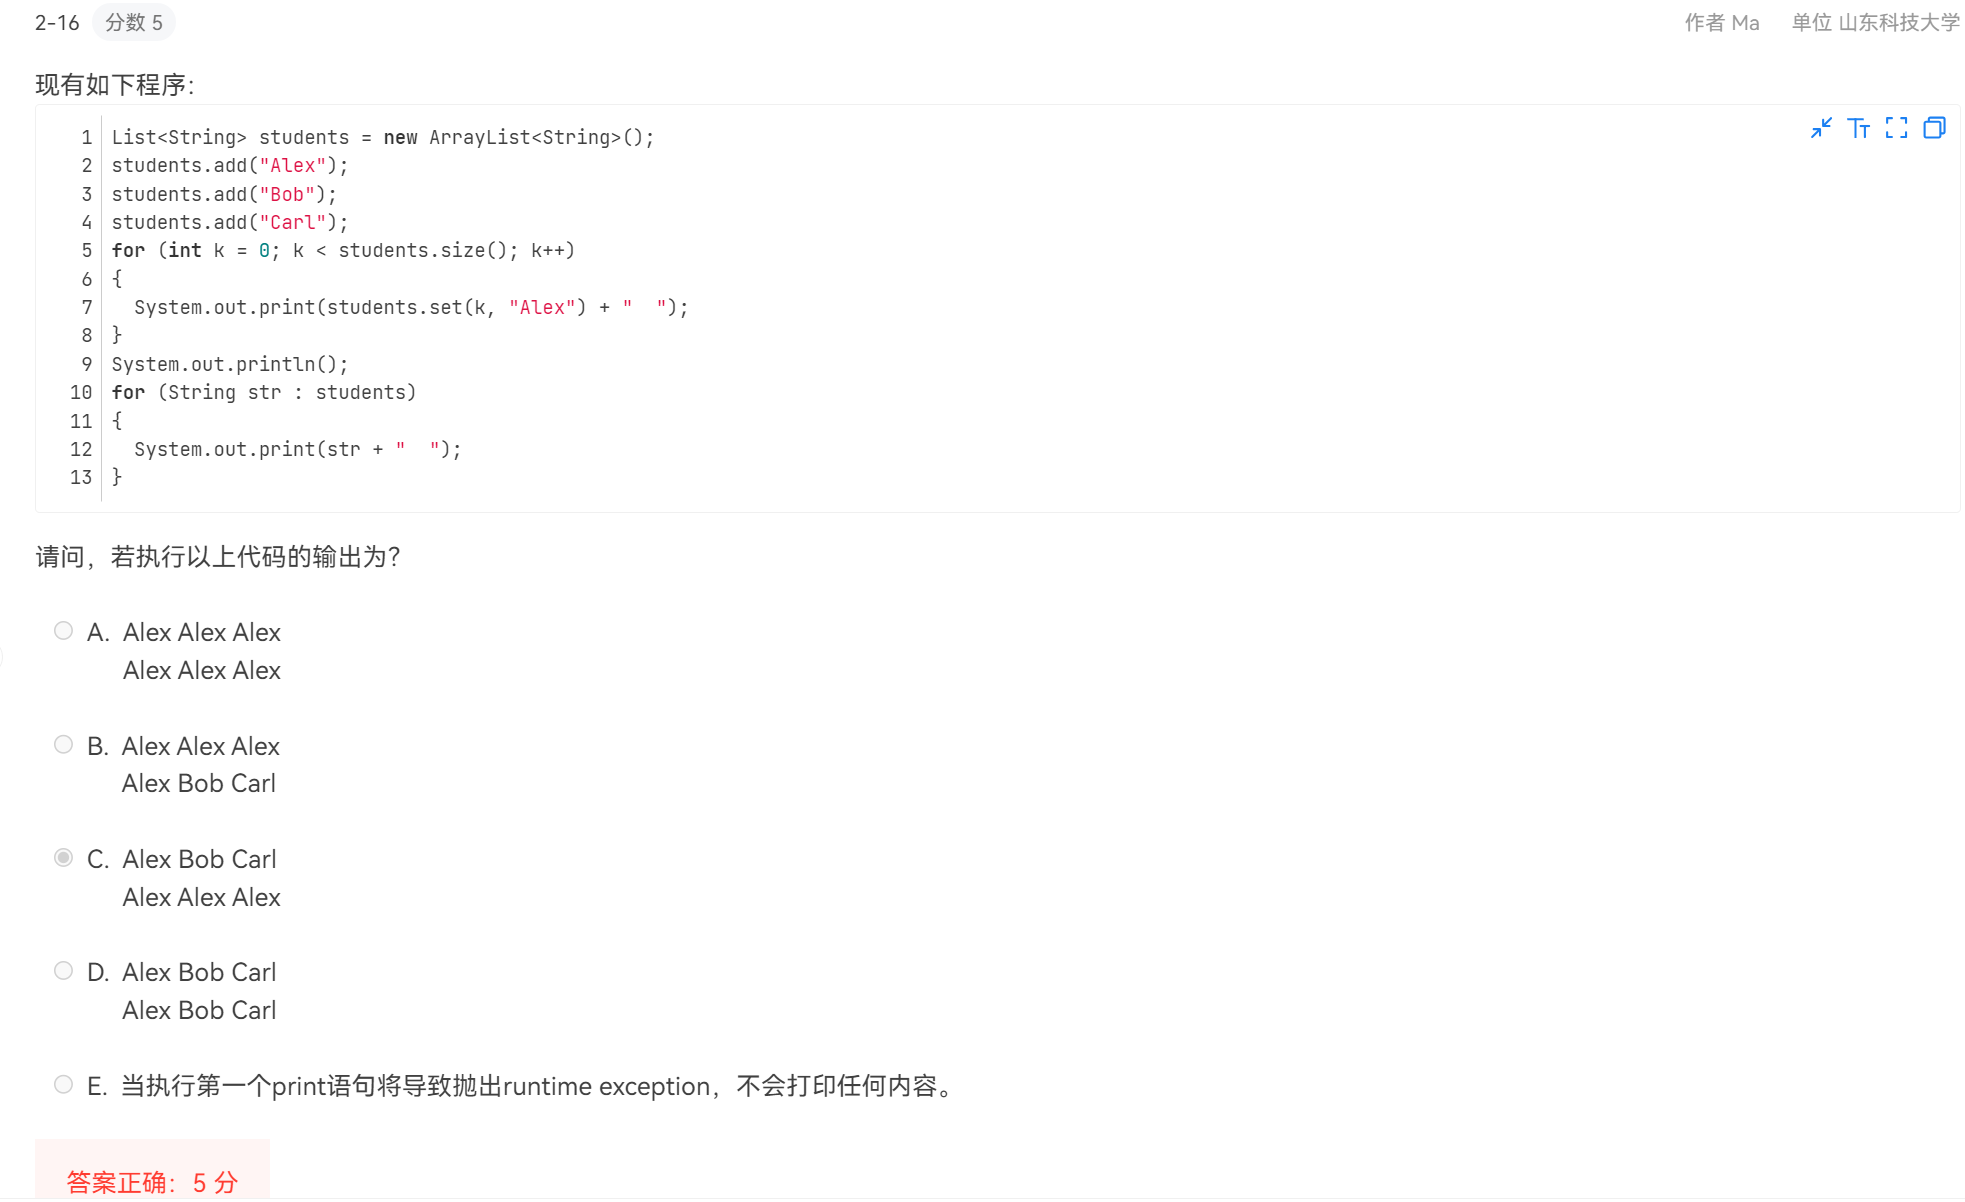 2-16 分数 5 作者 Ma 单位 山东科技大学
现有如下程序:
1 List<String> students = new ArrayList<String>();
2 students.add("Alex");
3 students.add("Bob");
4 students.add("Carl");
5 for (int k = 0; k < students.size(); k++)
6 {
7   System.out.print(students.set(k, "Alex") + "  ");
8 }
9 System.out.println();
10 for (String str : students)
11 {
12   System.out.print(str + "  ");
13 }
请问，若执行以上代码的输出为?
A. Alex Alex Alex
Alex Alex Alex
B. Alex Alex Alex
Alex Bob Carl
C. Alex Bob Carl
Alex Alex Alex
D. Alex Bob Carl
Alex Bob Carl
E. 当执行第一个print语句将导致抛出runtime exception，不会打印任何内容。
答案正确：5 分